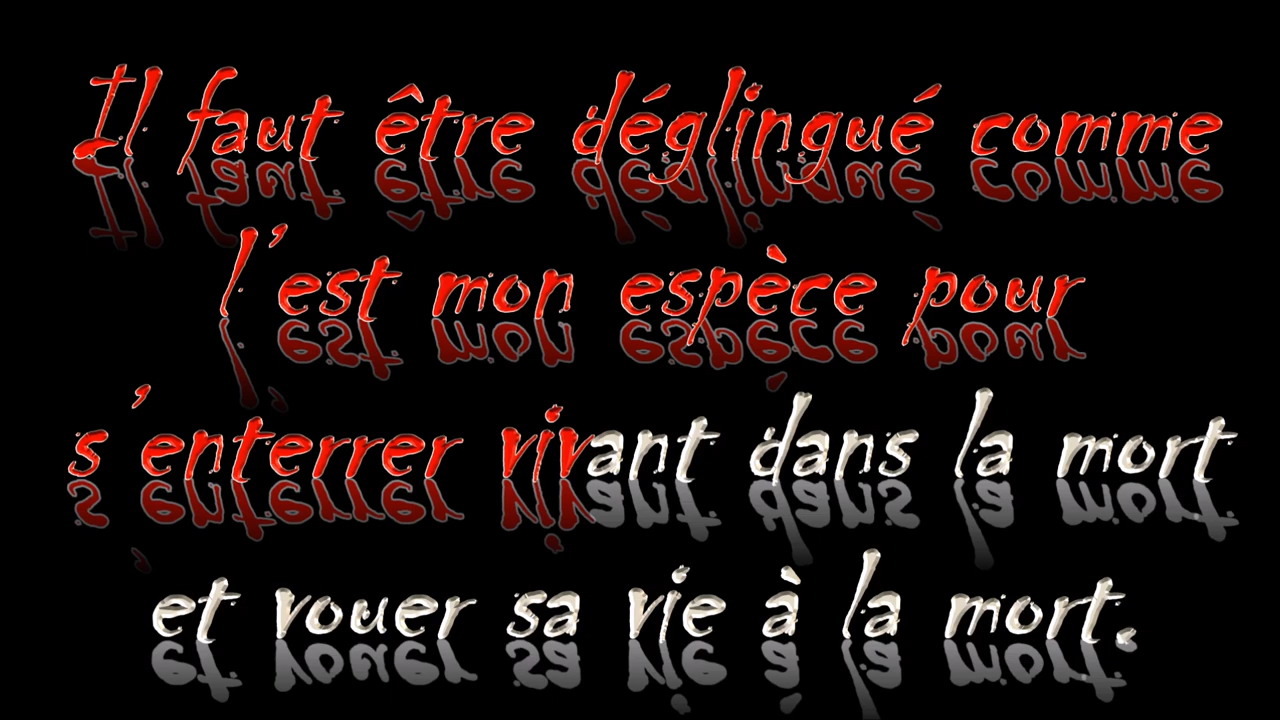 Il faut être déglingué comme
l'est mon espèce pour
s'enterrer vivant dans la mort
et vouer sa vie à la mort.